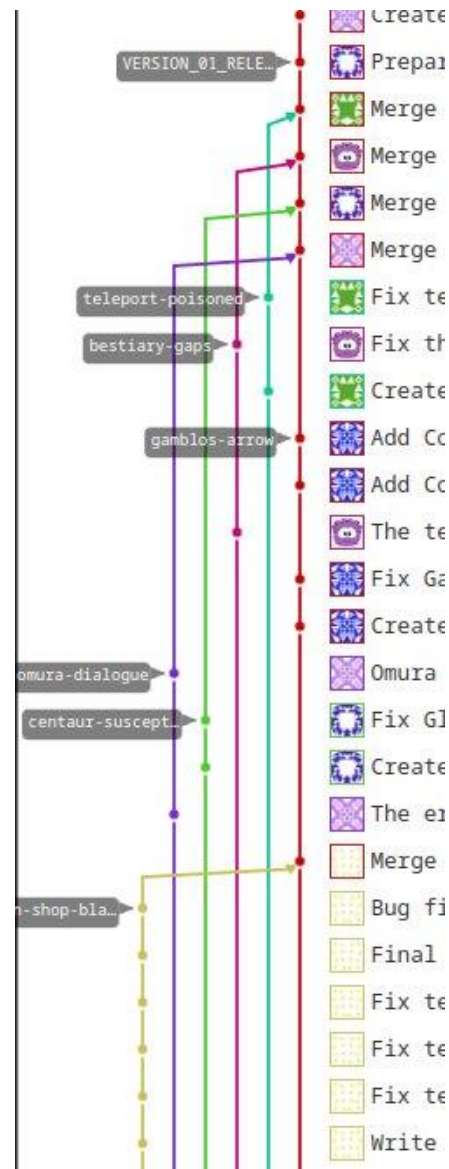 Create
VERSION_01_RELE… Prepar
Merge
Merge
Merge
Merge
teleport-poisoned Fix te
bestiary-gaps Fix th
Create
gamblos-arrow Add Co
Add Co
The te
Fix Ga
Create
omura-dialogue Omura
centaur-suscept… Fix Gl
Create
The er
Merge
n-shop-bla… Bug fi
Final
Fix te
Fix te
Fix te
Write